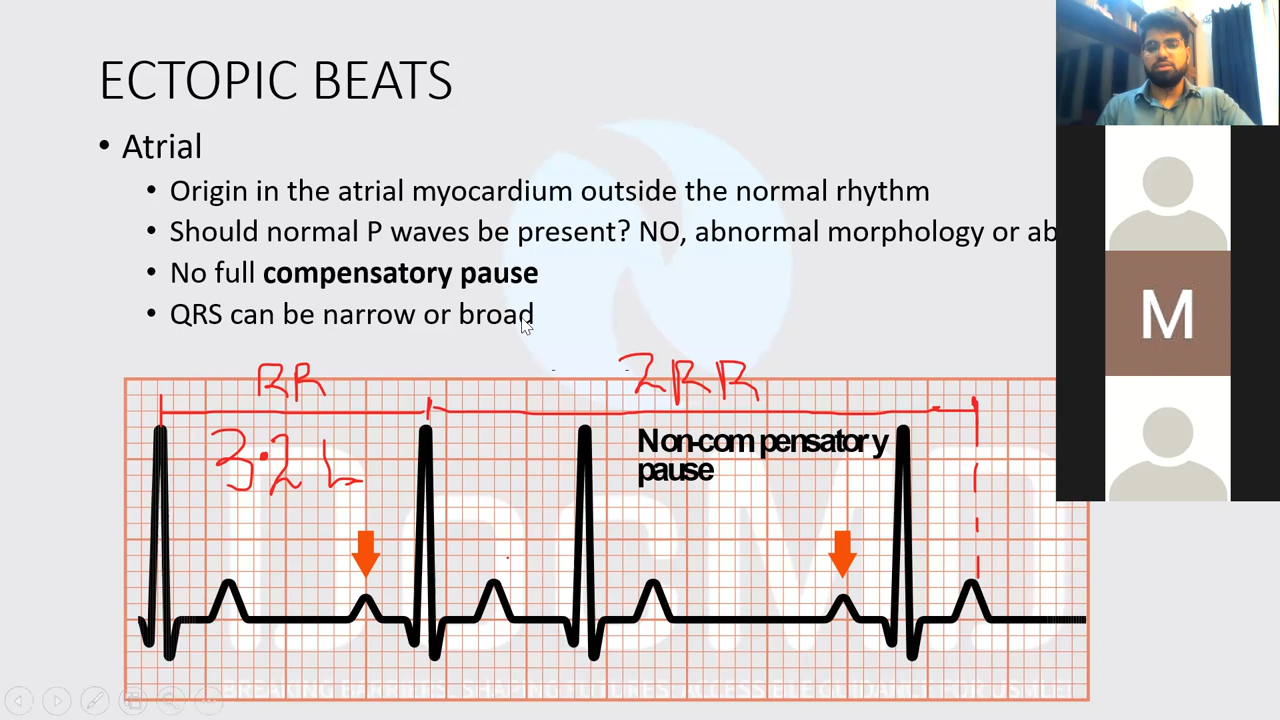 ECTOPIC BEATS
• Atrial
• Origin in the atrial myocardium outside the normal rhythm
• Should normal P waves be present? NO, abnormal morphology or ab
• No full compensatory pause
• QRS can be narrow or broad
RR
2RR
Non-compensatory
pause
3.2
M